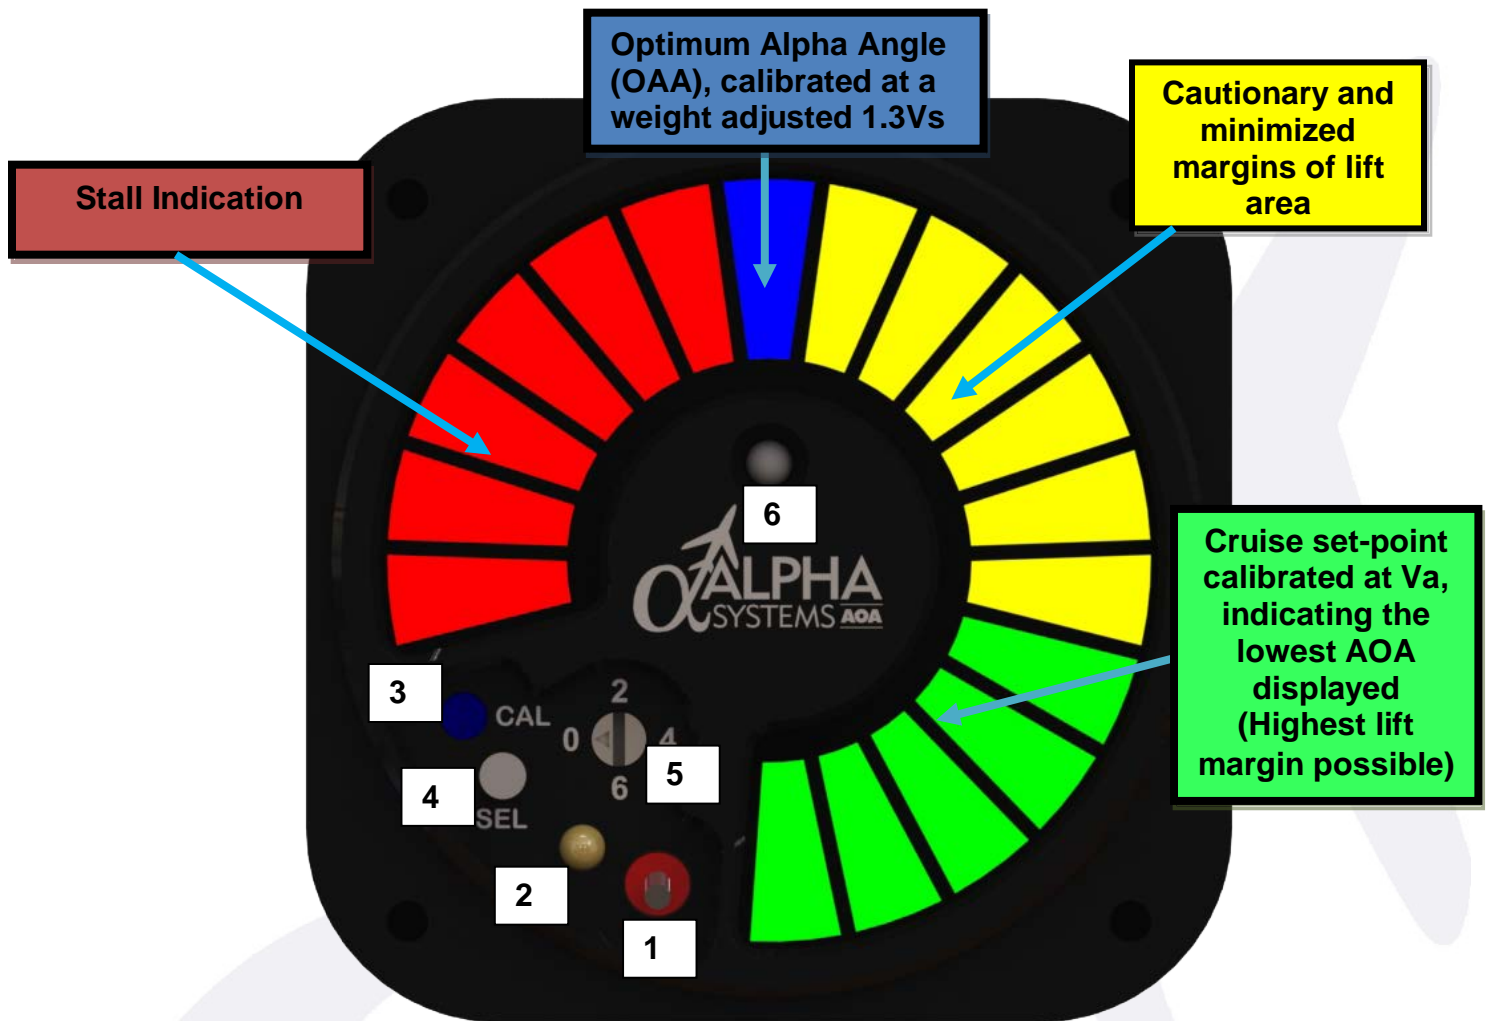 Optimum Alpha Angle
(OAA), calibrated at a
weight adjusted 1.3Vs
Cautionary and
minimized
margins of lift
area
Stall Indication
6
ALPHA
SYSTEMS AOA
Cruise set-point
calibrated at Va,
indicating the
lowest AOA
displayed
(Highest lift
margin possible)
3
CAL
2
0
4
6
5
4
SEL
2
1